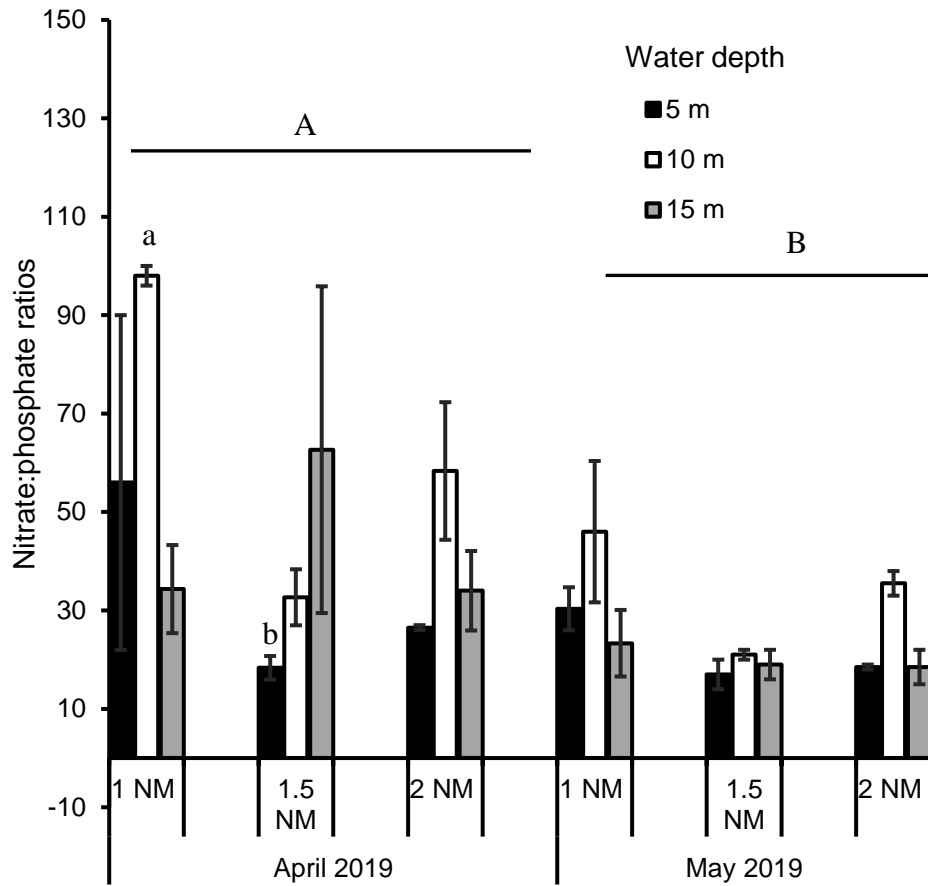 150
130
110
90
70
50
30
10
-10
Nitrate:phosphate ratios
Water depth
5 m
10 m
15 m
A
B
a
b
1 NM
1.5
NM
2 NM
1 NM
1.5
NM
2 NM
April 2019
May 2019